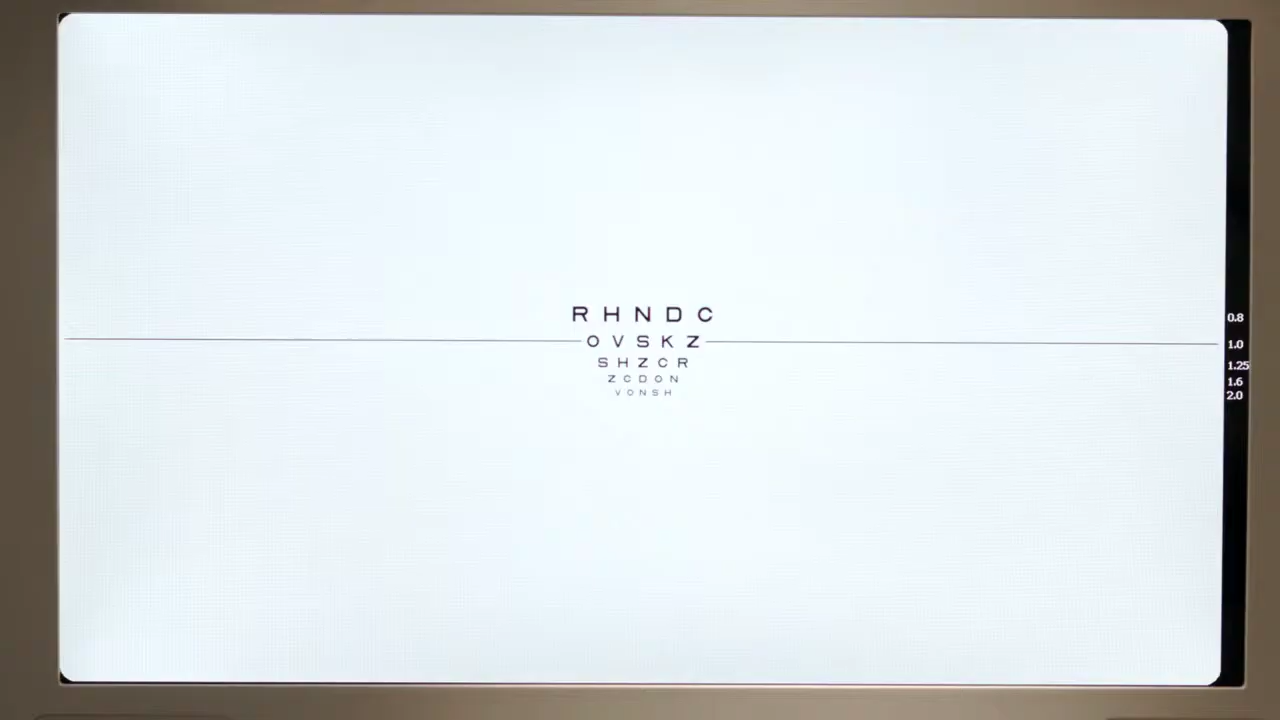 R H N D C 0.8
O V S K Z 1.0
S H Z C R 1.25
Z C D O N 1.6
V O N S H 2.0